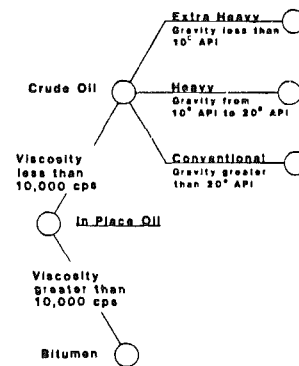 Extra Heavy
Gravity less than
10° API
Crude Oil
Heavy
Gravity from
10° API to 20° API
Conventional
Gravity greater
than 20° API
Viscosity
less than
10,000 cps
In Place Oil
Viscosity
greater than
10,000 cps
Bitumen